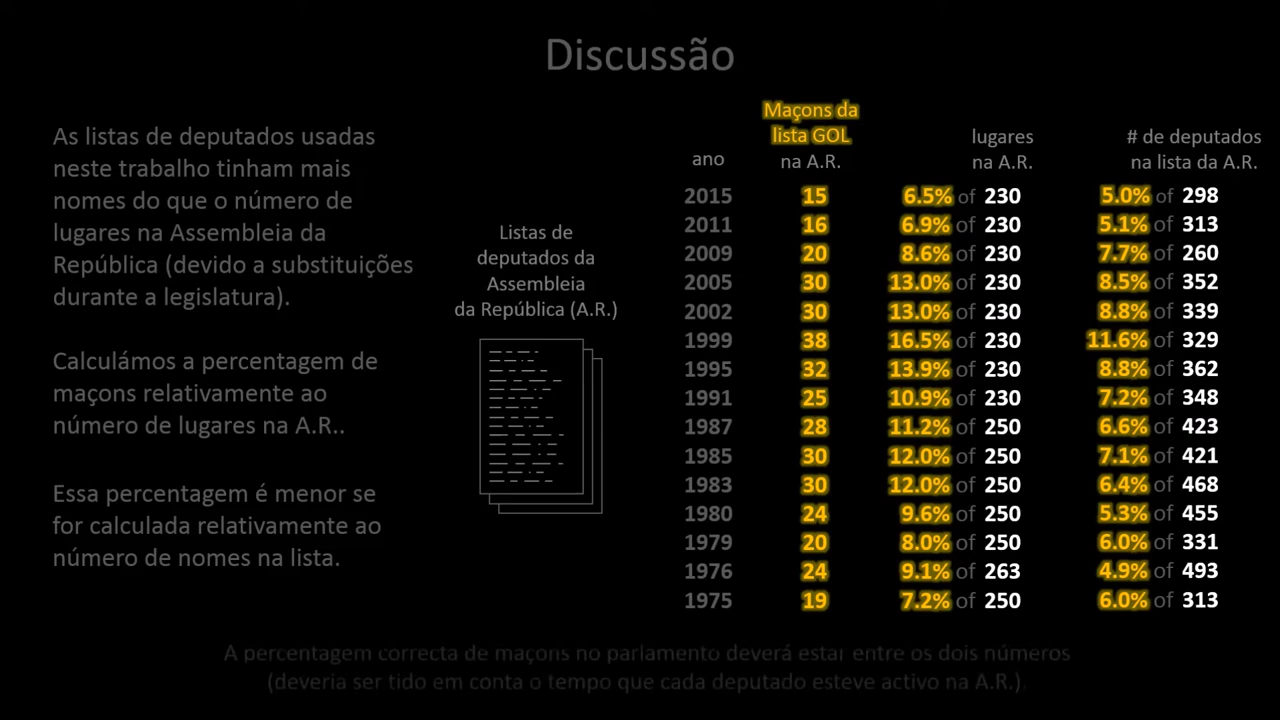 Discussão
As listas de deputados usadas
neste trabalho tinham mais
nomes do que o número de
lugares na Assembleia da
República (devido a substituições
durante a legislatura).
Calculámos a percentagem de
maçons relativamente ao
número de lugares na A.R..
Essa percentagem é menor se
for calculada relativamente ao
número de nomes na lista.
Listas de
deputados da
Assembleia
da República (A.R.)
ano
Maçons da
lista GOL
na A.R.
lugares
na A.R.
# de deputados
na lista da A.R.
2015 15 6.5% of 230 5.0% of 298
2011 16 6.9% of 230 5.1% of 313
2009 20 8.6% of 230 7.7% of 260
2005 30 13.0% of 230 8.5% of 352
2002 30 13.0% of 230 8.8% of 339
1999 38 16.5% of 230 11.6% of 329
1995 32 13.9% of 230 8.8% of 362
1991 25 10.9% of 230 7.2% of 348
1987 28 11.2% of 250 6.6% of 423
1985 30 12.0% of 250 7.1% of 421
1983 30 12.0% of 250 6.4% of 468
1980 24 9.6% of 250 5.3% of 455
1979 20 8.0% of 250 6.0% of 331
1976 24 9.1% of 263 4.9% of 493
1975 19 7.2% of 250 6.0% of 313
A percentagem correcta de maçons no parlamento deverá estar entre os dois números
(deveria ser tido em conta o tempo que cada deputado esteve activo na A.R.).